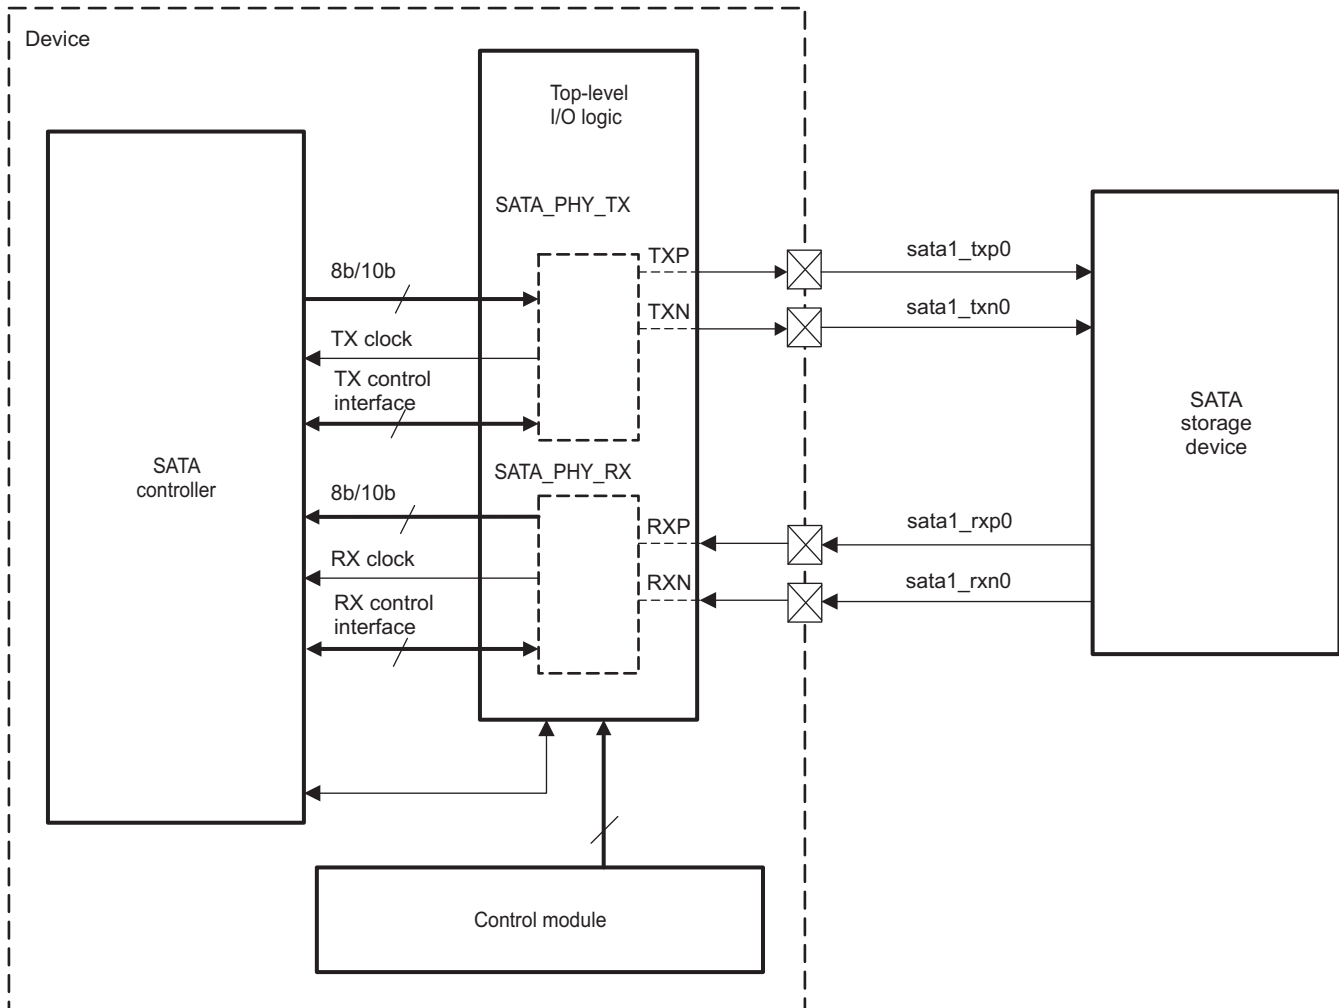 Device
Top-level
I/O logic
SATA_PHY_TX
TXP
sata1_txp0
8b/10b
TXN
sata1_txn0
TX clock
TX control
interface
SATA
storage
device
SATA
controller
SATA_PHY_RX
8b/10b
RXP
sata1_rxp0
RX clock
RXN
sata1_rxn0
RX control
interface
Control module